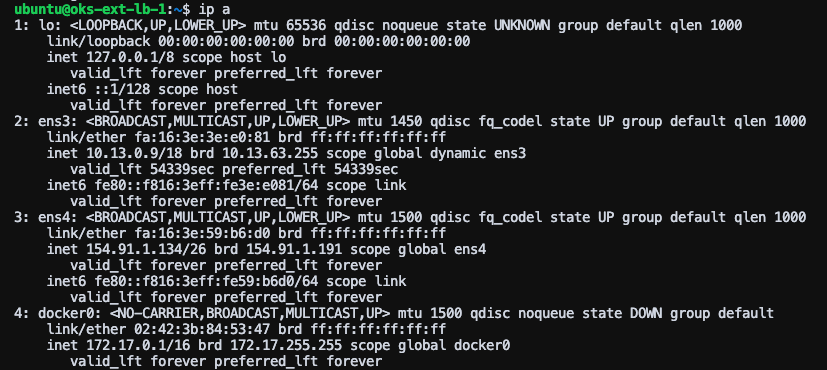 ubuntu@oks-ext-lb-1:~$ ip a
1: lo: <LOOPBACK,UP,LOWER_UP> mtu 65536 qdisc noqueue state UNKNOWN group default qlen 1000
    link/loopback 00:00:00:00:00:00 brd 00:00:00:00:00:00
    inet 127.0.0.1/8 scope host lo
       valid_lft forever preferred_lft forever
    inet6 ::1/128 scope host
       valid_lft forever preferred_lft forever
2: ens3: <BROADCAST,MULTICAST,UP,LOWER_UP> mtu 1450 qdisc fq_codel state UP group default qlen 1000
    link/ether fa:16:3e:3e:e0:81 brd ff:ff:ff:ff:ff:ff
    inet 10.13.0.9/18 brd 10.13.63.255 scope global dynamic ens3
       valid_lft 54339sec preferred_lft 54339sec
    inet6 fe80::f816:3eff:fe3e:e081/64 scope link
       valid_lft forever preferred_lft forever
3: ens4: <BROADCAST,MULTICAST,UP,LOWER_UP> mtu 1500 qdisc fq_codel state UP group default qlen 1000
    link/ether fa:16:3e:59:b6:d0 brd ff:ff:ff:ff:ff:ff
    inet 154.91.1.134/26 brd 154.91.1.191 scope global ens4
       valid_lft forever preferred_lft forever
    inet6 fe80::f816:3eff:fe59:b6d0/64 scope link
       valid_lft forever preferred_lft forever
4: docker0: <NO-CARRIER,BROADCAST,MULTICAST,UP> mtu 1500 qdisc noqueue state DOWN group default
    link/ether 02:42:3b:84:53:47 brd ff:ff:ff:ff:ff:ff
    inet 172.17.0.1/16 brd 172.17.255.255 scope global docker0
       valid_lft forever preferred_lft forever